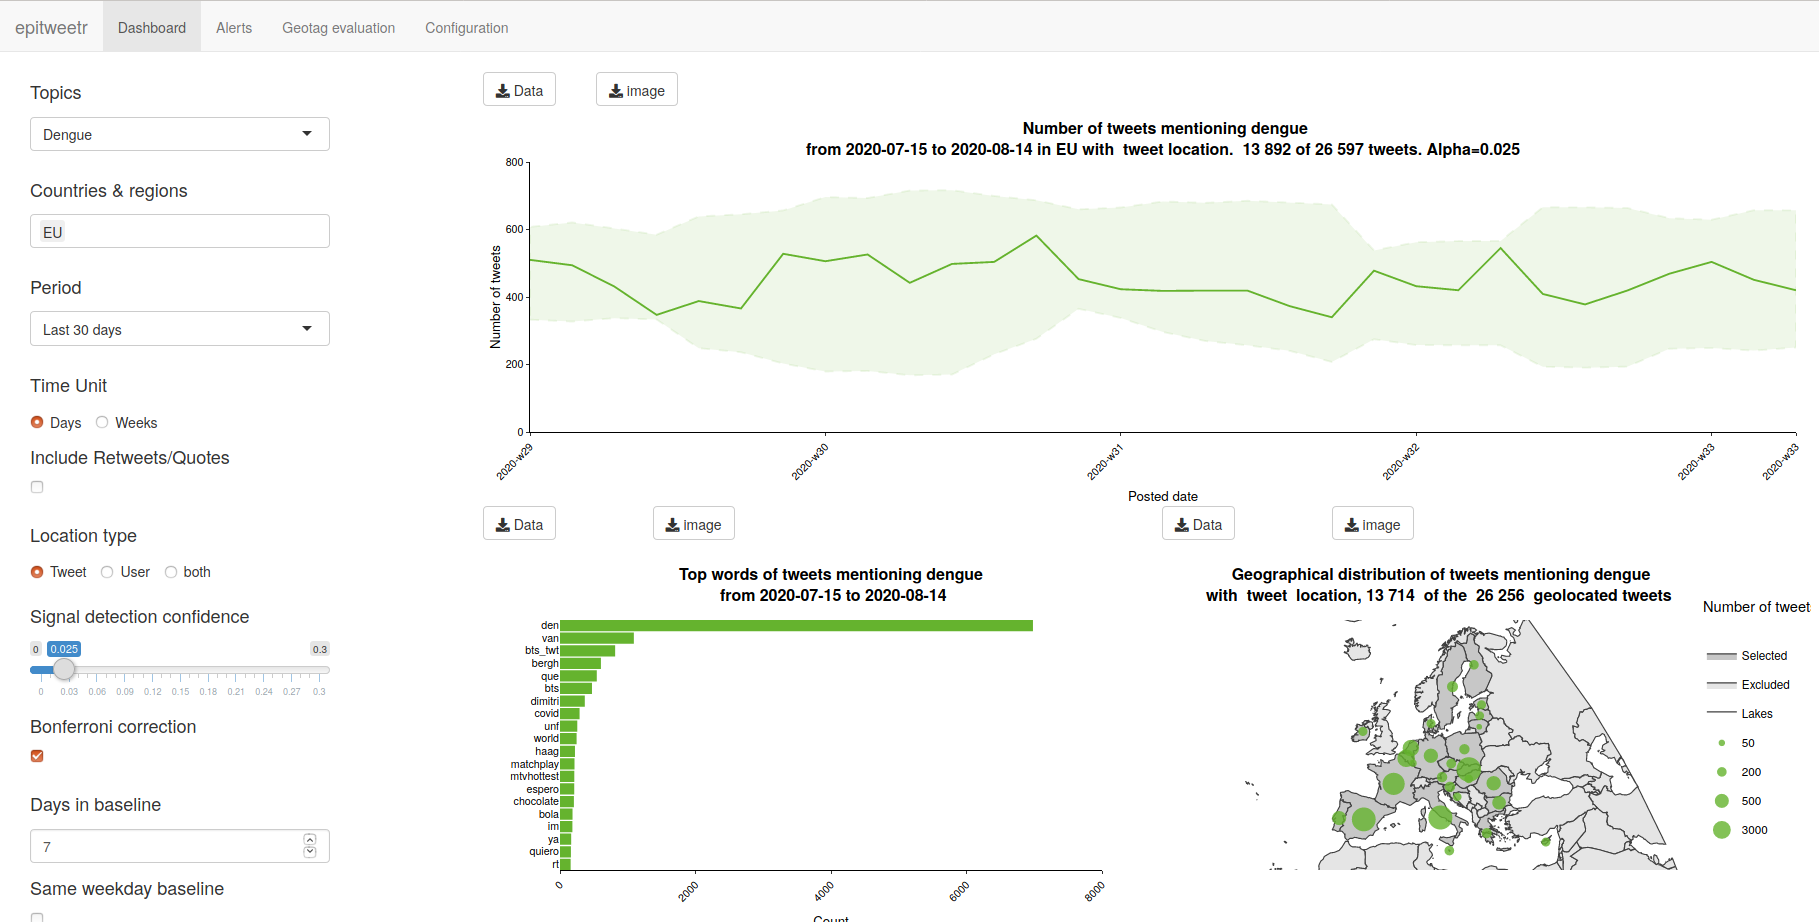 epitweetr Dashboard Alerts Geotag evaluation Configuration
Topics
Dengue
Countries & regions
EU
Period
Last 30 days
Time Unit
Days Weeks
Include Retweets/Quotes
Location type
Tweet User both
Signal detection confidence
0 0.025 0.3
0 0.03 0.06 0.09 0.12 0.15 0.18 0.21 0.24 0.27 0.3
Bonferroni correction
Days in baseline
7
Same weekday baseline
Data image
Number of tweets mentioning dengue
from 2020-07-15 to 2020-08-14 in EU with tweet location. 13 892 of 26 597 tweets. Alpha=0.025
Number of tweets
800
600
400
200
0
2020-w29 2020-w30 2020-w31 2020-w32 2020-w33 2020-w33
Posted date
Data image
Top words of tweets mentioning dengue
from 2020-07-15 to 2020-08-14
den
van
bts_twt
bergh
que
bts
dimitri
covid
unf
world
haag
matchplay
mtvhottest
espero
chocolate
bola
im
ya
quiero
rt
0 2000 4000 6000 8000
Count
Data image
Geographical distribution of tweets mentioning dengue
with tweet location, 13 714 of the 26 256 geolocated tweets
Number of tweet
Selected
Excluded
Lakes
50
200
500
3000